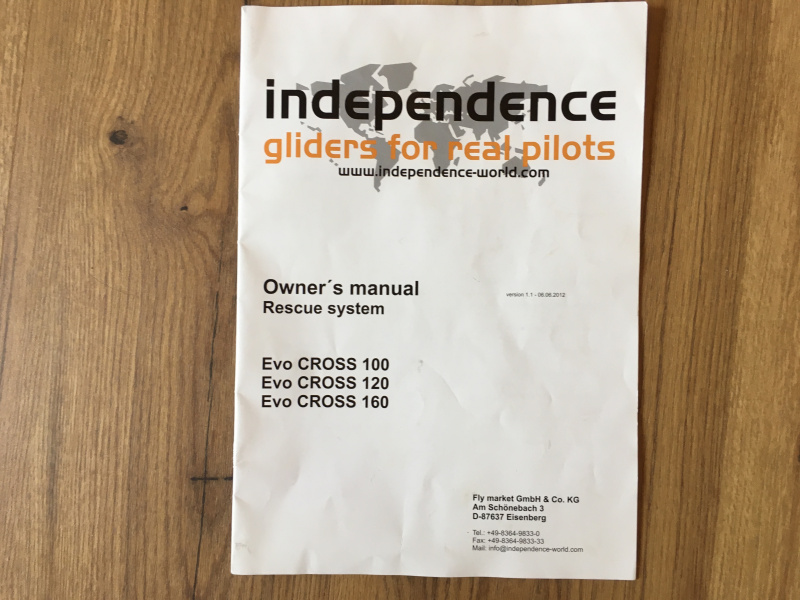 independence
gliders for real pilots
www.independence-world.com
Owner´s manual
version 1.1 - 06.08.2012
Rescue system
Evo CROSS 100
Evo CROSS 120
Evo CROSS 160
Fly market GmbH & Co. KG
Am Schönebach 3
D-87637 Eisenberg
Tel.: +49-8364-9833-0
Fax: +49-8364-9833-33
Mail: info@independence-world.com